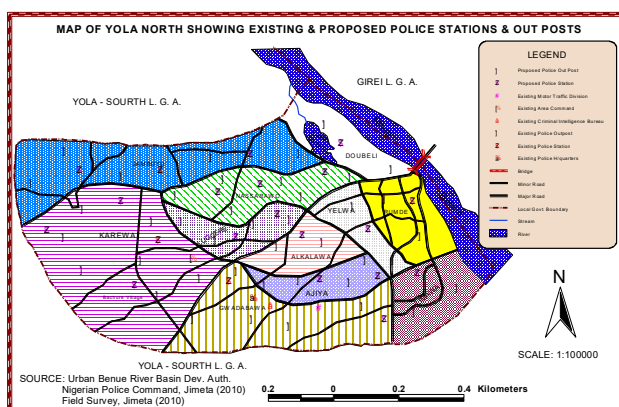 MAP OF YOLA NORTH SHOWING EXISTING & PROPOSED POLICE STATIONS & OUT POSTS
LEGEND
Proposed Police Out Post
Proposed Police Station
Existing Motor Traffic Division
Existing Area Command
Existing Criminal Intelligence Bureau
Existing Police Outpost
Existing Police Station
Existing Police H/quarters
Bridge
Minor Road
Major Road
Local Govt. Boundary
Stream
River
GIREI L. G. A.
YOLA - SOURTH L. G. A.
DOUBELI
NASSARAWO
YELWA
RUMDE
KAREWA
ALKALAWA
AJIYA
GWADABAWA
N
SCALE: 1:100000
YOLA - SOURTH L. G. A.
SOURCE: Urban Benue River Basin Dev. Auth.
Nigerian Police Command, Jimeta (2010)
Field Survey, Jimeta (2010)
0.2 0 0.2 0.4 Kilometers